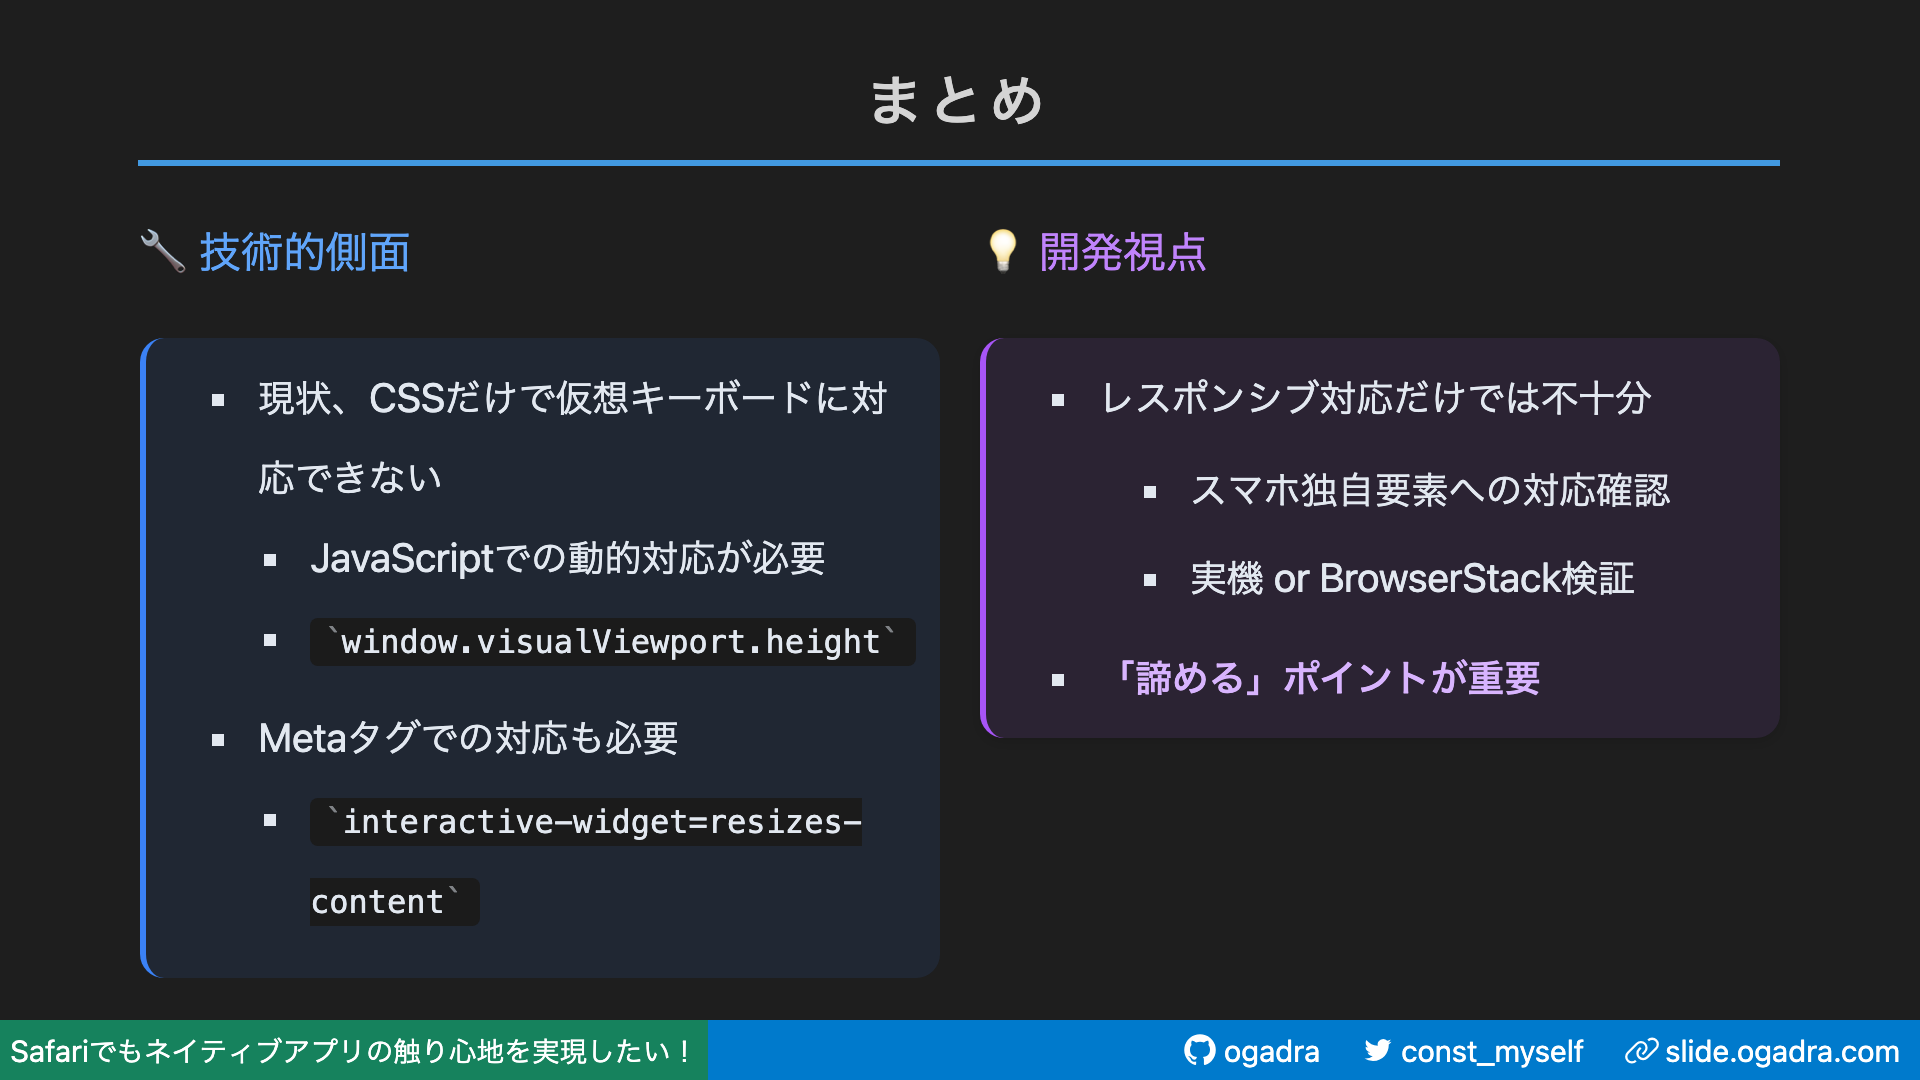 まとめ
🔧 技術的側面
現状、CSSだけで仮想キーボードに対
応できない
JavaScriptでの動的対応が必要
`window.visualViewport.height`
Metaタグでの対応も必要
`interactive-widget=resizes-
content`
💡 開発視点
レスポンシブ対応だけでは不十分
スマホ独自要素への対応確認
実機 or BrowserStack検証
「諦める」ポイントが重要
Safariでもネイティブアプリの触り心地を実現したい！
ogadra
const_myself
slide.ogadra.com